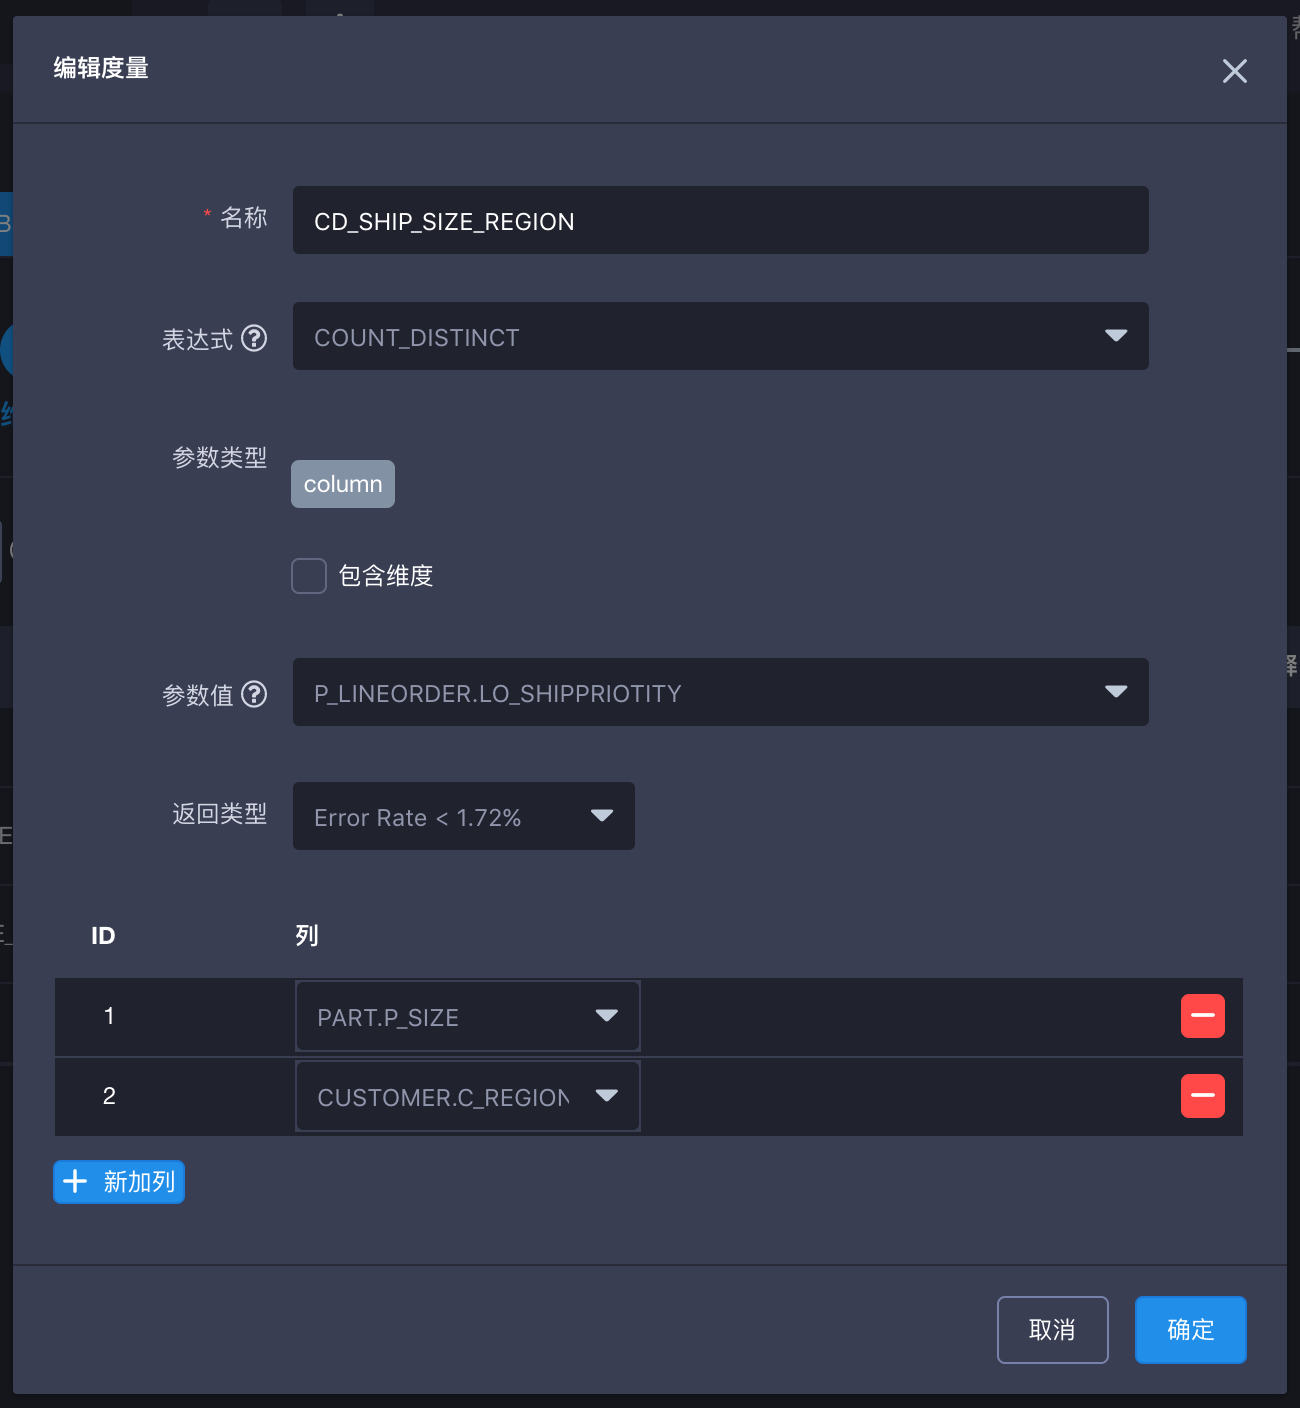 编辑度量
* 名称 CD_SHIP_SIZE_REGION
表达式 ? COUNT_DISTINCT
参数类型
column
包含维度
参数值 ? P_LINEORDER.LO_SHIPPRIOTITY
返回类型 Error Rate < 1.72%
ID 列
1 PART.P_SIZE
2 CUSTOMER.C_REGION
新加列
取消 确定